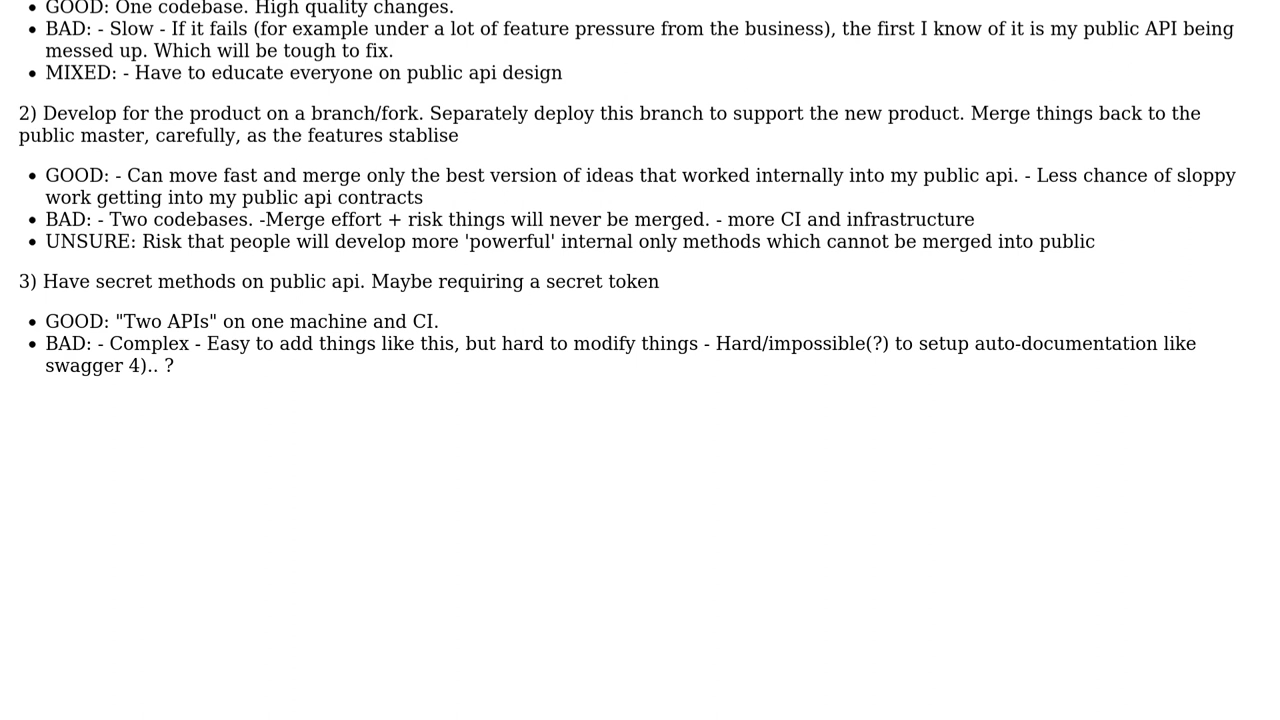 GOOD: One codebase. High quality changes.
BAD: - Slow - If it fails (for example under a lot of feature pressure from the business), the first I know of it is my public API being
messed up. Which will be tough to fix.
MIXED: - Have to educate everyone on public api design
2) Develop for the product on a branch/fork. Separately deploy this branch to support the new product. Merge things back to the
public master, carefully, as the features stablise
GOOD: - Can move fast and merge only the best version of ideas that worked internally into my public api. - Less chance of sloppy
work getting into my public api contracts
BAD: - Two codebases. -Merge effort + risk things will never be merged. - more CI and infrastructure
UNSURE: Risk that people will develop more 'powerful' internal only methods which cannot be merged into public
3) Have secret methods on public api. Maybe requiring a secret token
GOOD: "Two APIs" on one machine and CI.
BAD: - Complex - Easy to add things like this, but hard to modify things - Hard/impossible(?) to setup auto-documentation like
swagger 4).. ?